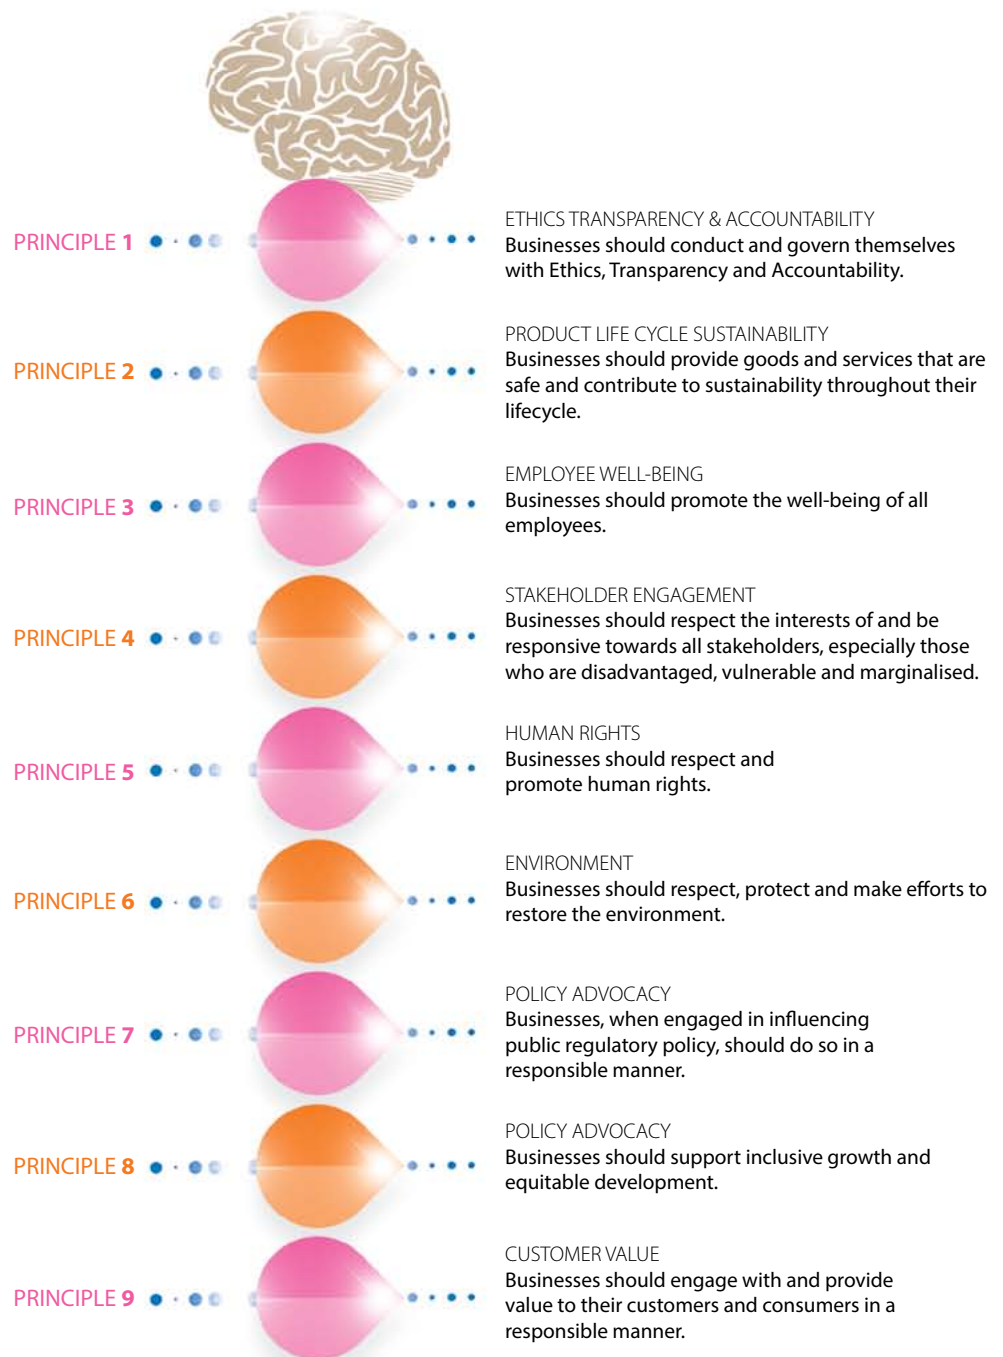 PRINCIPLE 1
ETHICS TRANSPARENCY & ACCOUNTABILITY
Businesses should conduct and govern themselves
with Ethics, Transparency and Accountability.
PRINCIPLE 2
PRODUCT LIFE CYCLE SUSTAINABILITY
Businesses should provide goods and services that are
safe and contribute to sustainability throughout their
lifecycle.
PRINCIPLE 3
EMPLOYEE WELL-BEING
Businesses should promote the well-being of all
employees.
PRINCIPLE 4
STAKEHOLDER ENGAGEMENT
Businesses should respect the interests of and be
responsive towards all stakeholders, especially those
who are disadvantaged, vulnerable and marginalised.
PRINCIPLE 5
HUMAN RIGHTS
Businesses should respect and
promote human rights.
PRINCIPLE 6
ENVIRONMENT
Businesses should respect, protect and make efforts to
restore the environment.
PRINCIPLE 7
POLICY ADVOCACY
Businesses, when engaged in influencing
public regulatory policy, should do so in a
responsible manner.
PRINCIPLE 8
POLICY ADVOCACY
Businesses should support inclusive growth and
equitable development.
PRINCIPLE 9
CUSTOMER VALUE
Businesses should engage with and provide
value to their customers and consumers in a
responsible manner.